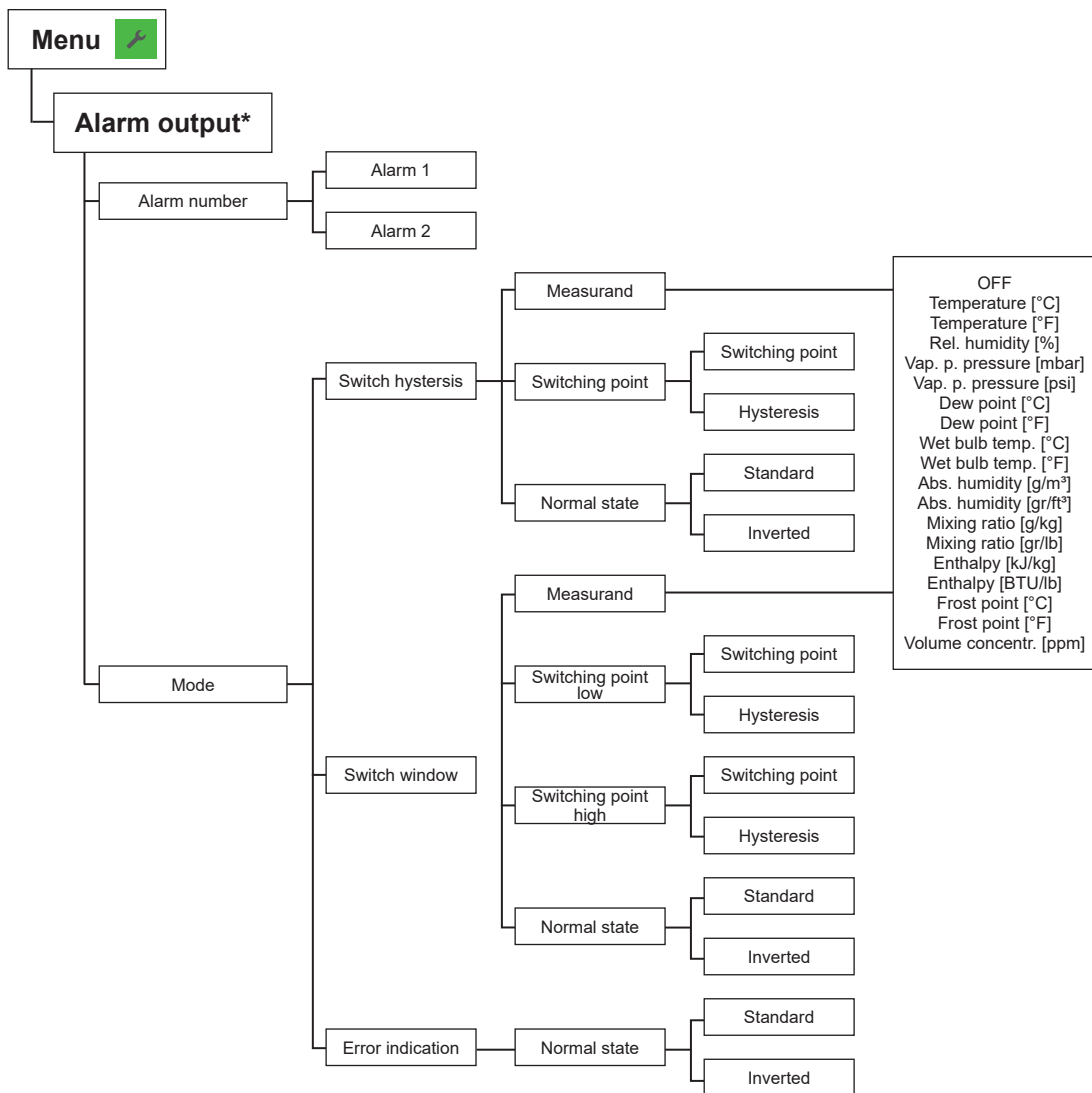 Menu
Alarm output*
Alarm number
Alarm 1
Alarm 2
Mode
Switch hystersis
Measurand
OFF
Temperature [°C]
Temperature [°F]
Rel. humidity [%]
Vap. p. pressure [mbar]
Vap. p. pressure [psi]
Dew point [°C]
Dew point [°F]
Wet bulb temp. [°C]
Wet bulb temp. [°F]
Abs. humidity [g/m³]
Abs. humidity [gr/ft³]
Mixing ratio [g/kg]
Mixing ratio [gr/lb]
Enthalpy [kJ/kg]
Enthalpy [BTU/lb]
Frost point [°C]
Frost point [°F]
Volume concentr. [ppm]
Switching point
Switching point
Hysteresis
Normal state
Standard
Inverted
Switch window
Measurand
Switching point
low
Switching point
Hysteresis
Switching point
high
Switching point
Hysteresis
Normal state
Standard
Inverted
Error indication
Normal state
Standard
Inverted